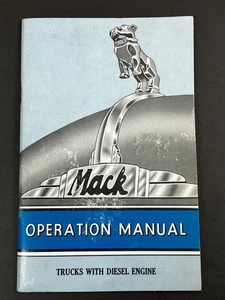 Mack
OPERATION MANUAL
TRUCKS WITH DIESEL ENGINE